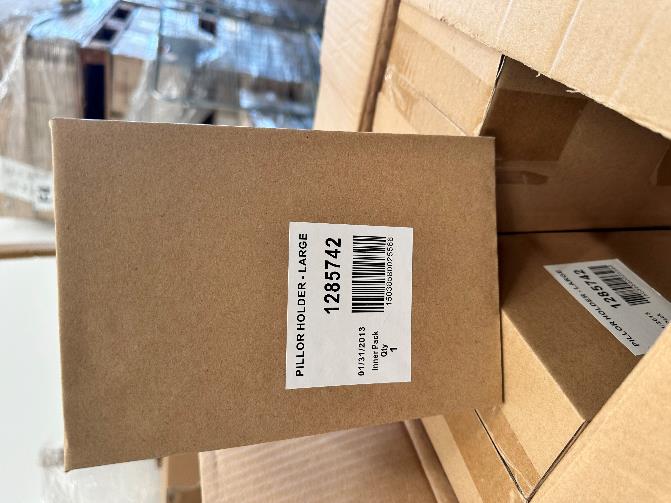 PILLOR HOLDER - LARGE
1285742
01/31/2013
Inner Pack
Qty
1
PILLOR HOLDER - LARGE
1285742